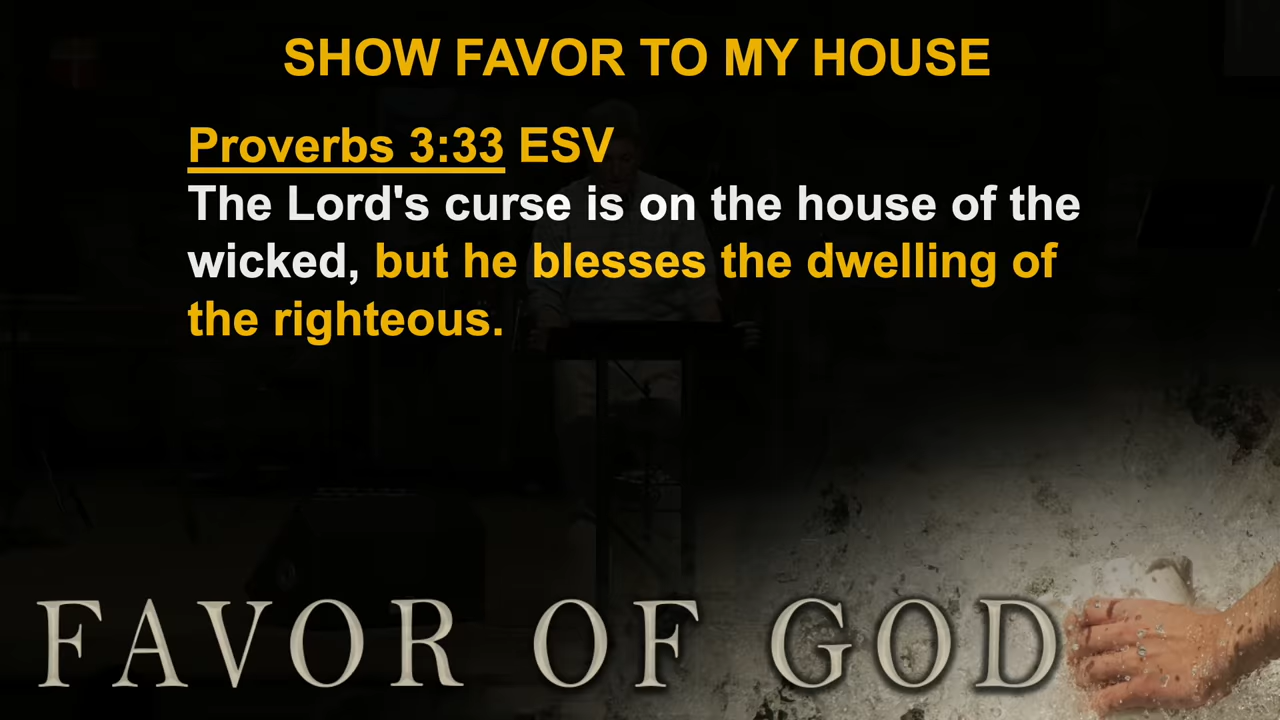 SHOW FAVOR TO MY HOUSE
Proverbs 3:33 ESV
The Lord's curse is on the house of the
wicked, but he blesses the dwelling of
the righteous.
FAVOR OF GOD